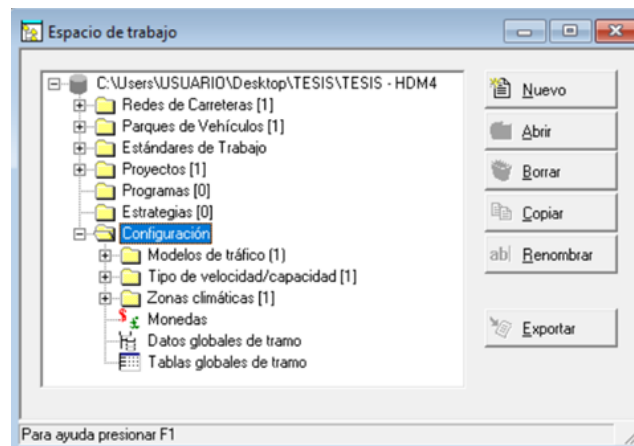 Espacio de trabajo
C:\Users\USUARIO\Desktop\TESIS\TESIS - HDM4
Redes de Carreteras [1]
Parques de Vehículos [1]
Estándares de Trabajo
Proyectos [1]
Programas [0]
Estrategias [0]
Configuración
Modelos de tráfico (1)
Tipo de velocidad/capacidad [1]
Zonas climáticas [1]
Monedas
Datos globales de tramo
Tablas globales de tramo
Nuevo
Abrir
Borrar
Copiar
Renombrar
Exportar
Para ayuda presionar F1